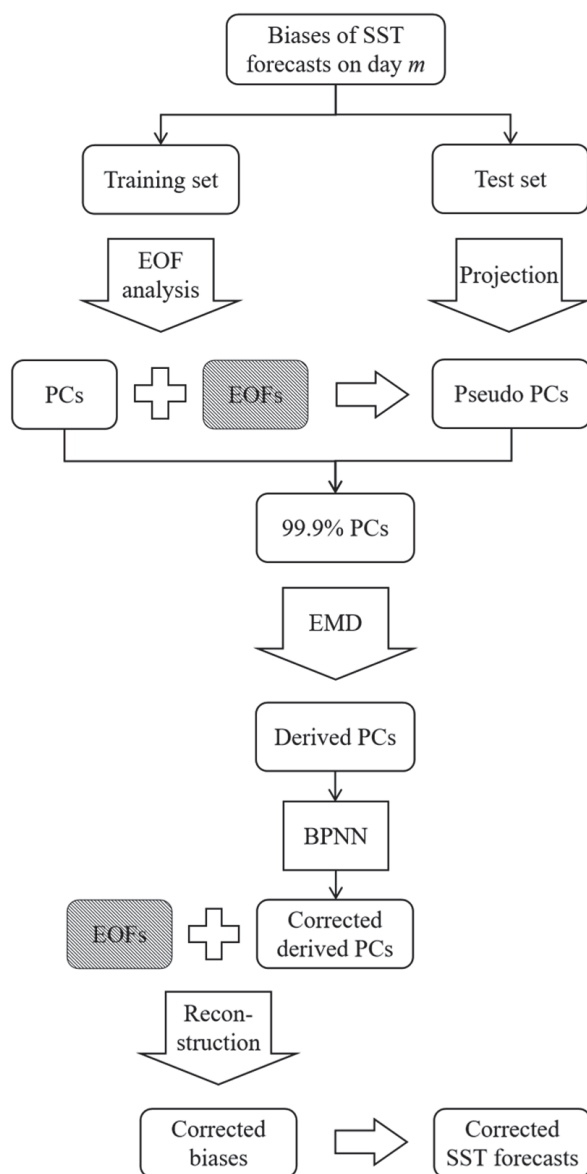 Biases of SST
forecasts on day m
Training set
Test set
EOF
analysis
Projection
PCs
EOFs
Pseudo PCs
99.9% PCs
EMD
Derived PCs
BPNN
EOFs
Corrected
derived PCs
Recon-
struction
Corrected
biases
Corrected
SST forecasts